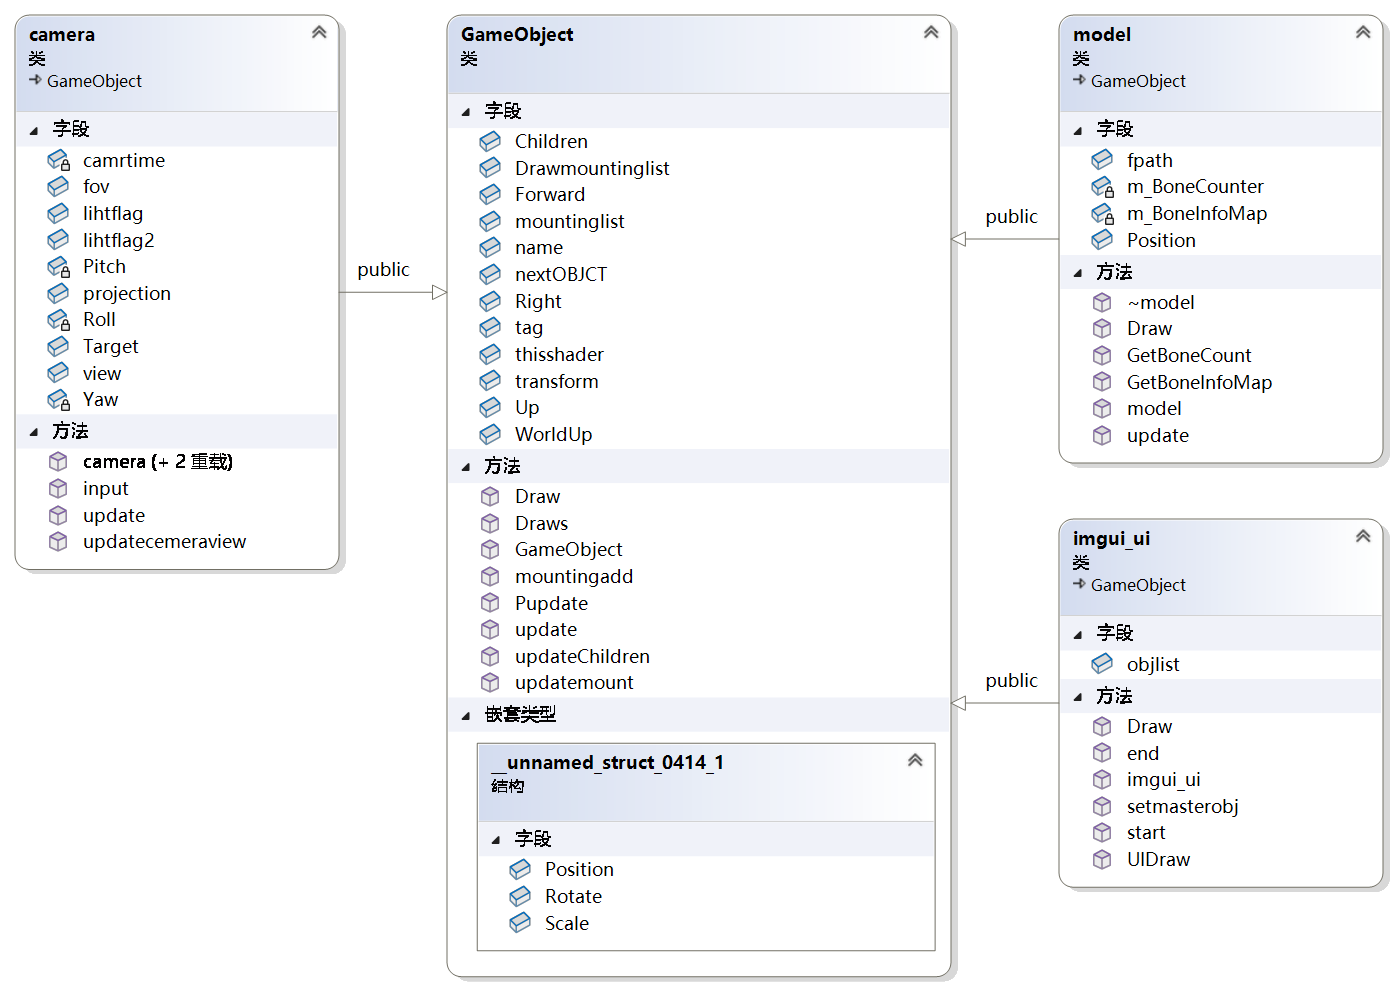 camera
类
GameObject
字段
camrtime
fov
lihtflag
lihtflag2
Pitch
projection
Roll
Target
view
Yaw
方法
camera (+ 2 重载)
input
update
updatecemeraview
public
GameObject
类
字段
Children
Drawmountinglist
Forward
mountinglist
name
nextOBJCT
Right
tag
thisshader
transform
Up
WorldUp
方法
Draw
Draws
GameObject
mountingadd
Pupdate
update
updateChildren
updatemount
嵌套类型
__unnamed_struct_0414_1
结构
字段
Position
Rotate
Scale
public
model
类
GameObject
字段
fpath
m_BoneCounter
m_BoneInfoMap
Position
方法
~model
Draw
GetBoneCount
GetBoneInfoMap
model
update
public
imgui_ui
类
GameObject
字段
objlist
方法
Draw
end
imgui_ui
setmasterobj
start
UIDraw